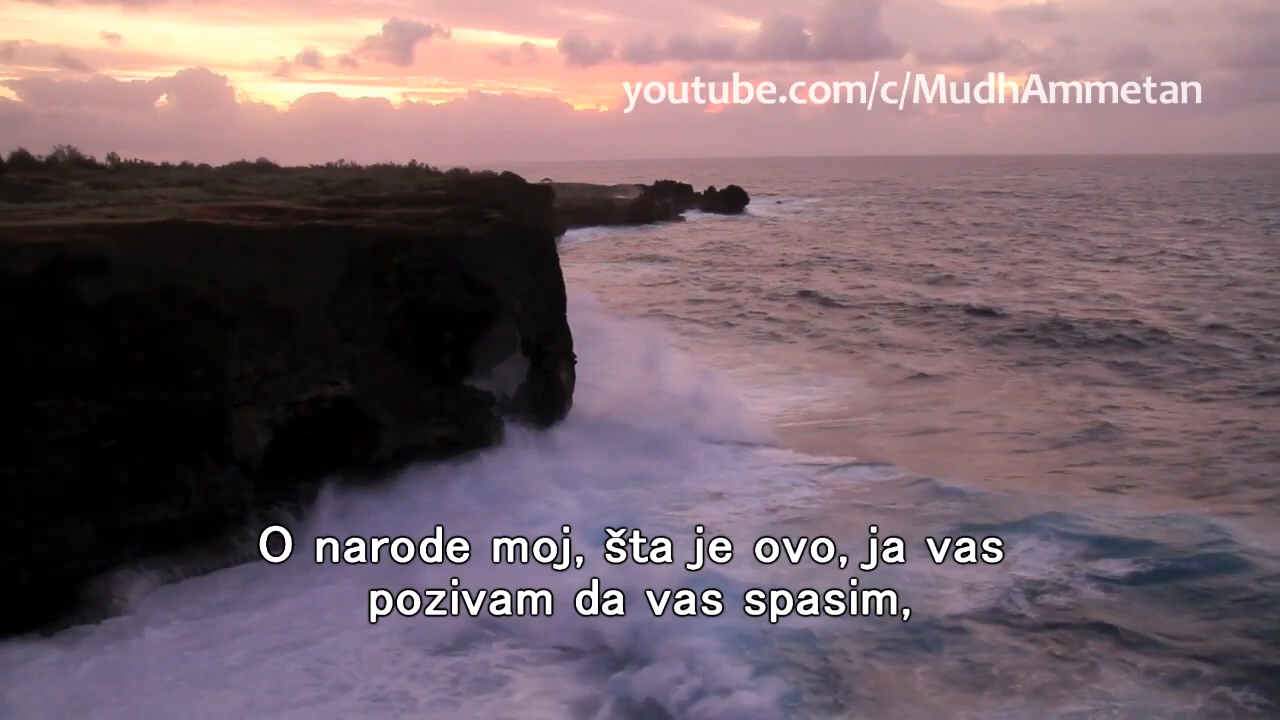 youtube.com/c/MudhAmmetan
O narode moj, šta je ovo, ja vas
pozivam da vas spasim,